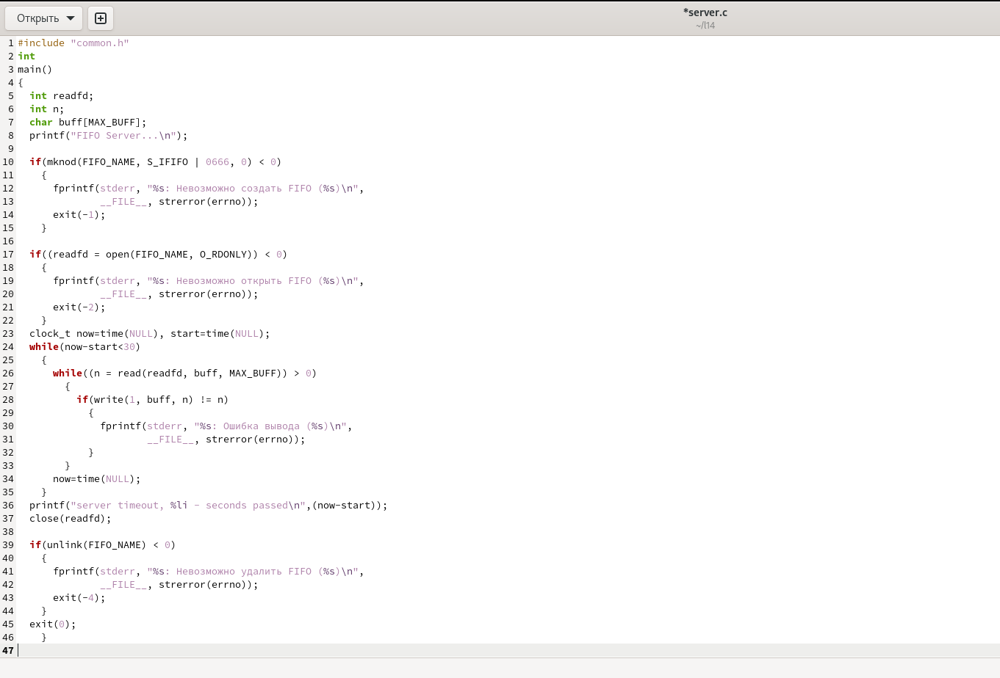 Открыть
*server.c
~/l14
1 #include "common.h"
2 int
3 main()
4 {
5   int readfd;
6   int n;
7   char buff[MAX_BUFF];
8   printf("FIFO Server...\n");
9
10   if(mknod(FIFO_NAME, S_IFIFO | 0666, 0) < 0)
11     {
12       fprintf(stderr, "%s: Невозможно создать FIFO (%s)\n",
13               __FILE__, strerror(errno));
14       exit(-1);
15     }
16
17   if((readfd = open(FIFO_NAME, O_RDONLY)) < 0)
18     {
19       fprintf(stderr, "%s: Невозможно открыть FIFO (%s)\n",
20               __FILE__, strerror(errno));
21       exit(-2);
22     }
23   clock_t now=time(NULL), start=time(NULL);
24   while(now-start<30)
25     {
26       while((n = read(readfd, buff, MAX_BUFF)) > 0)
27         {
28           if(write(1, buff, n) != n)
29             {
30               fprintf(stderr, "%s: Ошибка вывода (%s)\n",
31                       __FILE__, strerror(errno));
32             }
33         }
34       now=time(NULL);
35     }
36   printf("server timeout, %li - seconds passed\n",(now-start));
37   close(readfd);
38
39   if(unlink(FIFO_NAME) < 0)
40     {
41       fprintf(stderr, "%s: Невозможно удалить FIFO (%s)\n",
42               __FILE__, strerror(errno));
43       exit(-4);
44     }
45   exit(0);
46     }
47